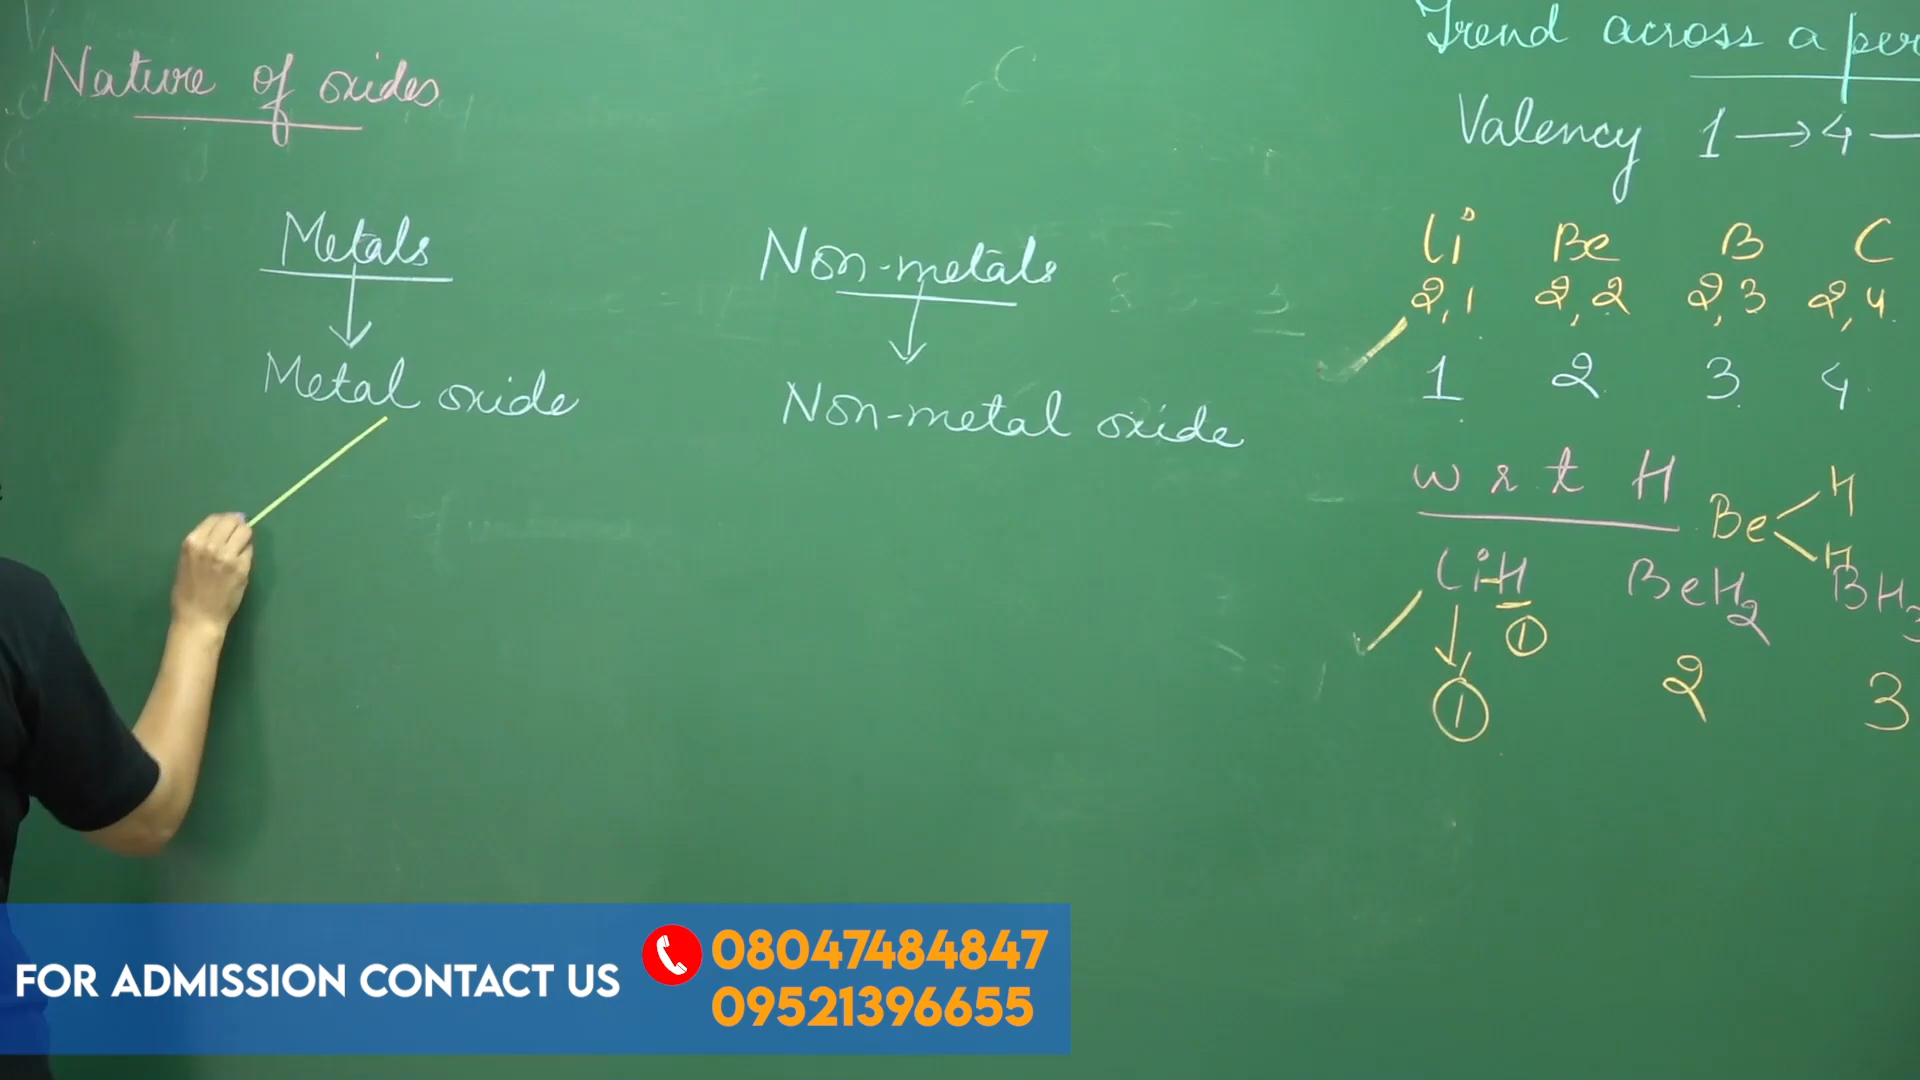 Nature of oxides
Metals
Metal oxide
Non-metals
Non-metal oxide
Trend across a per
Valency 1 → 4 —
Li Be B C
2,1 2,2 2,3 2,4
1 2 3 4
w r t H
Be H
H
LiH BeH2 BH3
1
1 2 3
FOR ADMISSION CONTACT US
08047484847
09521396655